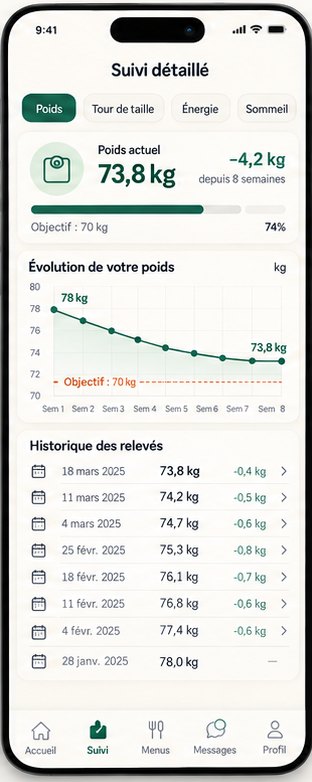 9:41
Suivi détaillé
Poids
Tour de taille
Énergie
Sommeil
Poids actuel
73,8 kg
-4,2 kg
depuis 8 semaines
Objectif : 70 kg
74%
Évolution de votre poids
kg
80
78
76
74
72
70
78 kg
73,8 kg
Objectif : 70 kg
Sem 1 Sem 2 Sem 3 Sem 4 Sem 5 Sem6 Sem 7 Sem 8
Historique des relevés
18 mars 2025 73,8 kg -0,4 kg
11 mars 2025 74,2 kg -0,5 kg
4 mars 2025 74,7 kg -0,6 kg
25 févr. 2025 75,3 kg -0,8 kg
18 févr. 2025 76,1 kg -0,7 kg
11 févr. 2025 76,8 kg -0,6 kg
4 févr. 2025 77,4 kg -0,6 kg
28 janv. 2025 78,0 kg —
Accueil
Suivi
Menus
Messages
Profil